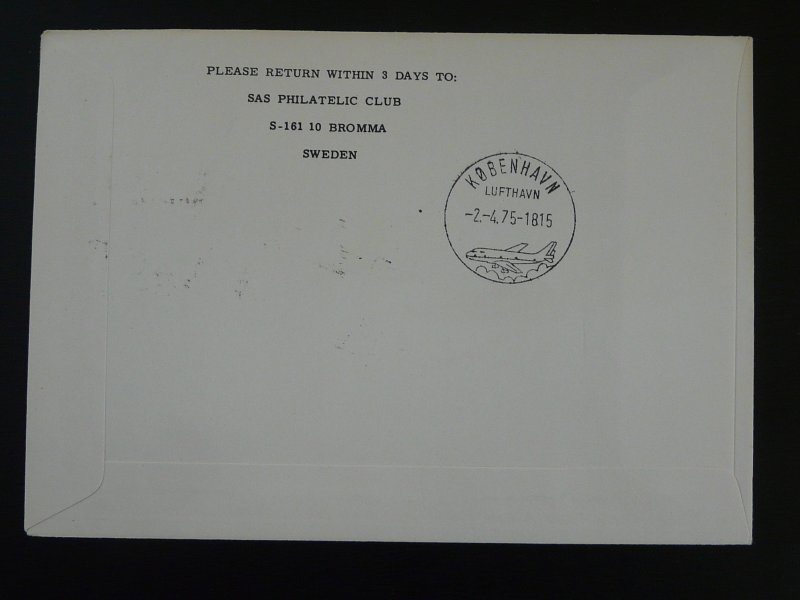 PLEASE RETURN WITHIN 3 DAYS TO:
SAS PHILATELIC CLUB
S-161 10 BROMMA
SWEDEN
KØBENHAVN
LUFTHAVN
-2.-4.75-1815